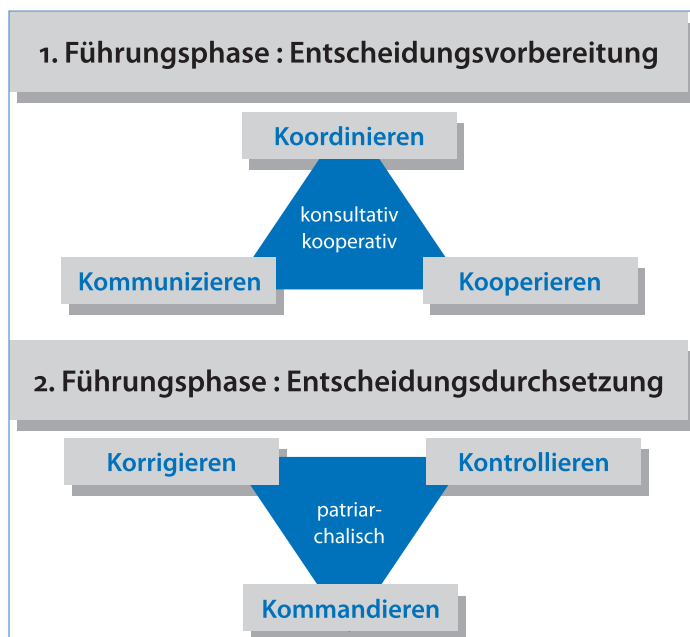 1. Führungsphase : Entscheidungsvorbereitung
Koordinieren
konsultativ
kooperativ
Kommunizieren
Kooperieren
2. Führungsphase : Entscheidungsdurchsetzung
Korrigieren
Kontrollieren
patriar-
chalisch
Kommandieren